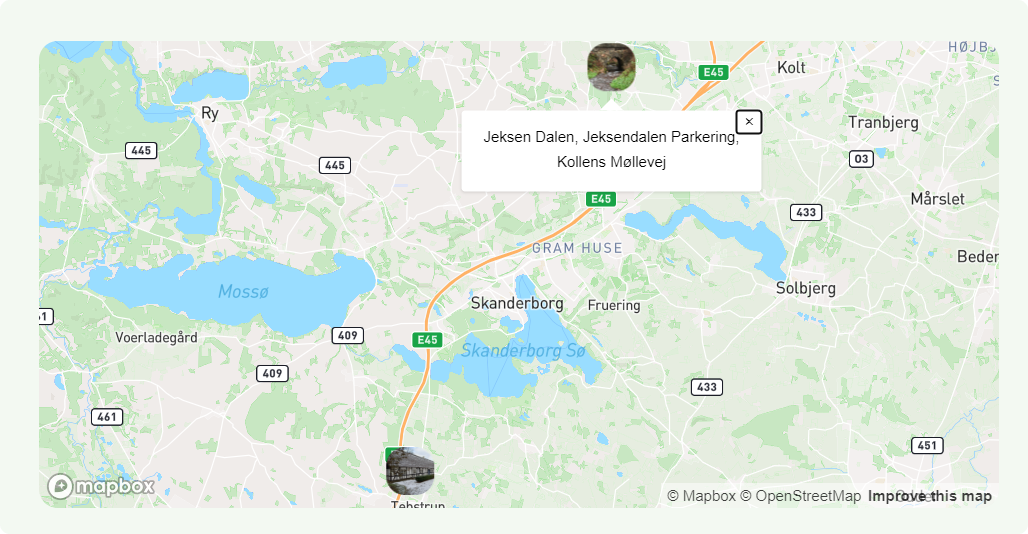 HØJB
E45
Kolt
Ry
×
Tranbjerg
Jeksen Dalen, Jeksendalen Parkering,
Kollens Møllevej
445
445
03
E45
Mårslet
433
GRAM HUSE
Beder
Mossø
Solbjerg
Skanderborg
Fruering
Voerladegård
409
E45
Skanderborg Sø
409
433
461
451
mapbox
© Mapbox © OpenStreetMap Improve this map
Tebstrup